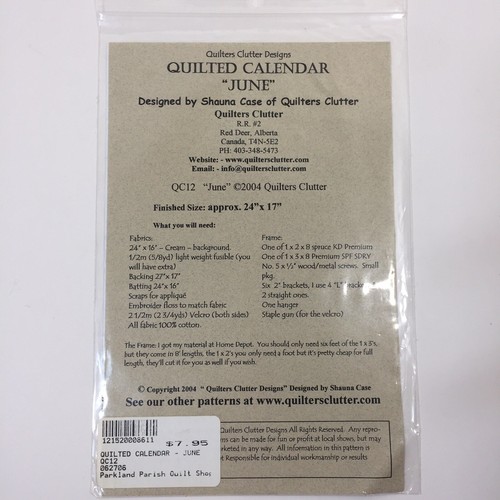 Quilters Clutter Designs
QUILTED CALENDAR
"JUNE"
Designed by Shauna Case of Quilters Clutter
Quilters Clutter
R.R. #2
Red Deer, Alberta
Canada, T4N-5E2
PH: 403-348-5473
Website: - www.quiltersclutter.com
Email: - info@quiltersclutter.com
QC12 "June" ©2004 Quilters Clutter
Finished Size: approx. 24"x 17"
What you will need:
Fabrics:
24" x 16" – Cream – background.
1/2m (5/8yd) light weight fusible (you
will have extra)
Backing 27"x 17"
Batting 24"x 16"
Scraps for appliqué
Embroider floss to match fabric
2 1/2m (2 3/4yds) Velcro (both sides)
All fabric 100% cotton.
Frame:
One of 1 x 2 x 8 spruce KD Premium
One of 1 x 3 x 8 Premium SPF SDRY
No. 5 x ½" wood/metal screws. Small
pkg.
Six 2" brackets, I use 4 "L" brackets &
2 straight ones.
One hanger
Staple gun (for the velcro)
The Frame: I got my material at Home Depot. You should only need six feet of the 1 x 3's,
but they come in 8' lengths, the 1 x 2's you only need a foot but it's pretty cheap for full
lengths, they'll cut it for you as well if you wish.
© Copyright 2004 " Quilters Clutter Designs" Designed by Shauna Case
See our other patterns at www.quiltersclutter.com
Quilters Clutter Designs All Rights Reserved. Any repro-
ions can be made for fun or profit at local shops, but may
marketed in any way. All information in this pattern is
t Responsible for individual workmanship or results
121520008611 $7.95
QUILTED CALENDAR - JUNE
QC12
062706
Parkland Parish Quilt Shop